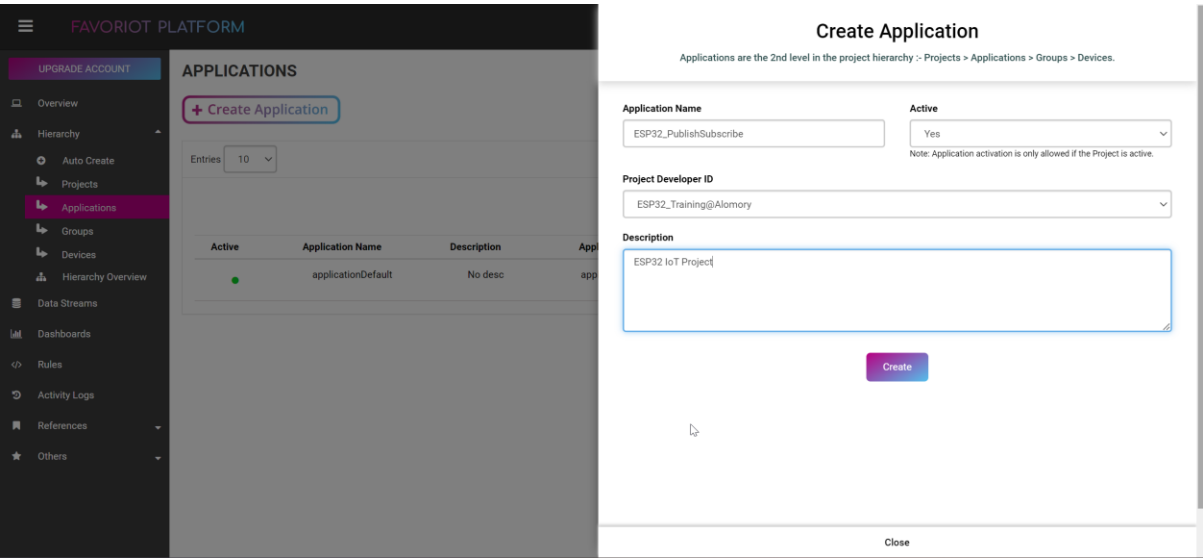 FAVORIOT PLATFORM
UPGRADE ACCOUNT
Overview
Hierarchy
Auto Create
Projects
Applications
Groups
Devices
Hierarchy Overview
Data Streams
Dashboards
Rules
Activity Logs
References
Others
APPLICATIONS
+ Create Application
Entries 10
Active Application Name Description Appl
applicationDefault No desc app
Create Application
Applications are the 2nd level in the project hierarchy :- Projects > Applications > Groups > Devices.
Application Name Active
ESP32_PublishSubscribe Yes
Note: Application activation is only allowed if the Project is active.
Project Developer ID
ESP32_Training@Alomory
Description
ESP32 IoT Project
Create
Close